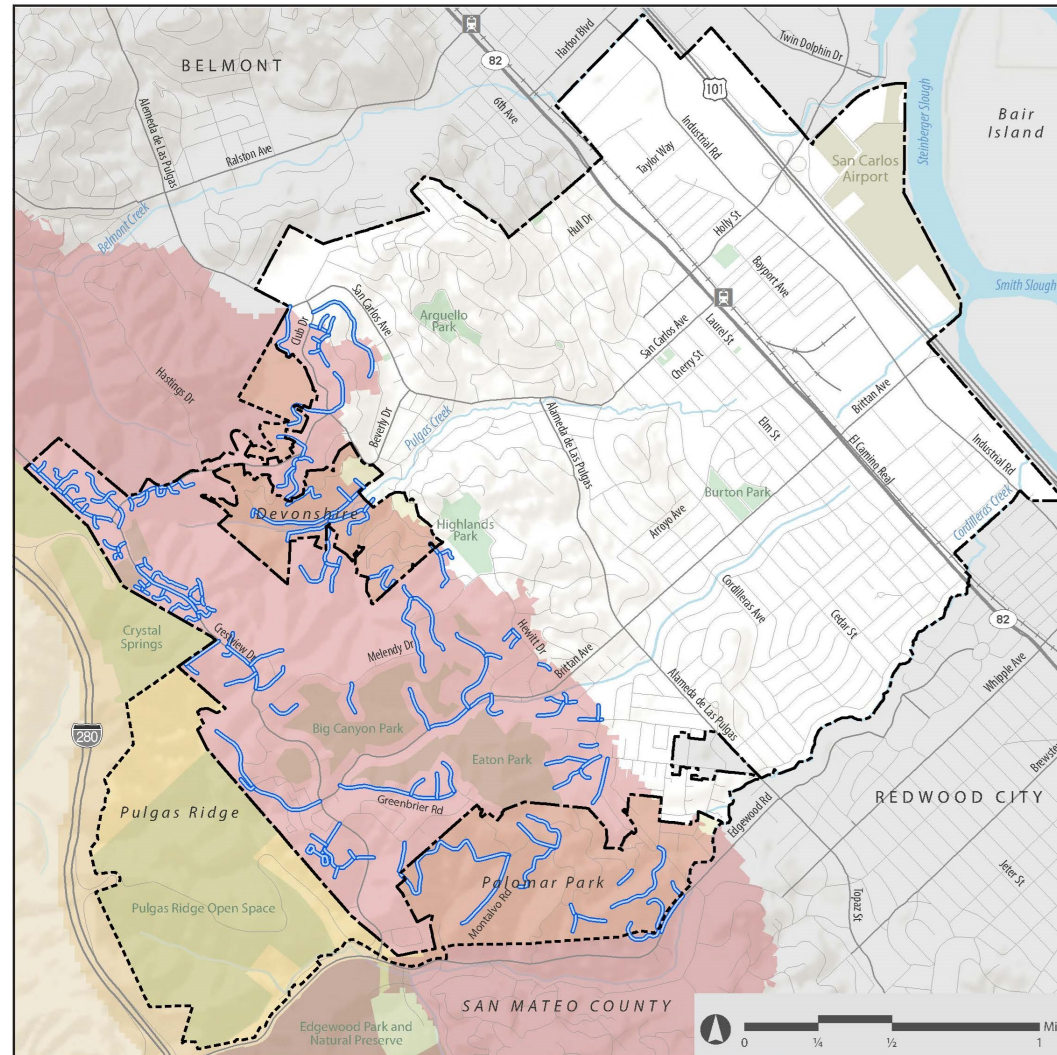 BELMONT
Harbor Blvd
Twin Dolphin Dr
82
101
Bair
Island
Steinberger Slough
Alameda de Las Pulgas
6th Ave
Industrial Rd
Ralston Ave
Taylor Way
San Carlos
Airport
Belmont Creek
Hull Dr
Holly St
Bayport Ave
Smith Slough
San Carlos Ave
Club Dr
Arguello
Park
San Carlos Ave
Laurel St
Cherry St
Hastings Dr
Beverly Dr
Pulgas Creek
Alameda de Las Pulgas
Elm St
Brittan Ave
El Camino Real
Industrial Rd
Burton Park
Devonshire
Highlands
Park
Arroyo Ave
Cordilleras Creek
Cordilleras Ave
Cedar St
82
Whipple Ave
Crystal
Springs
Crestview Dr
Melendy Dr
Hewitt Dr
Brittan Ave
Alameda de Las Pulgas
280
Big Canyon Park
Eaton Park
Brewster
Greenbrier Rd
Edgewood Rd
REDWOOD CITY
Pulgas Ridge
Palomar Park
Jeter St
Topaz St
Pulgas Ridge Open Space
Montalvo Rd
SAN MATEO COUNTY
Edgewood Park and
Natural Preserve
0 ¼ ½ 1
Mi